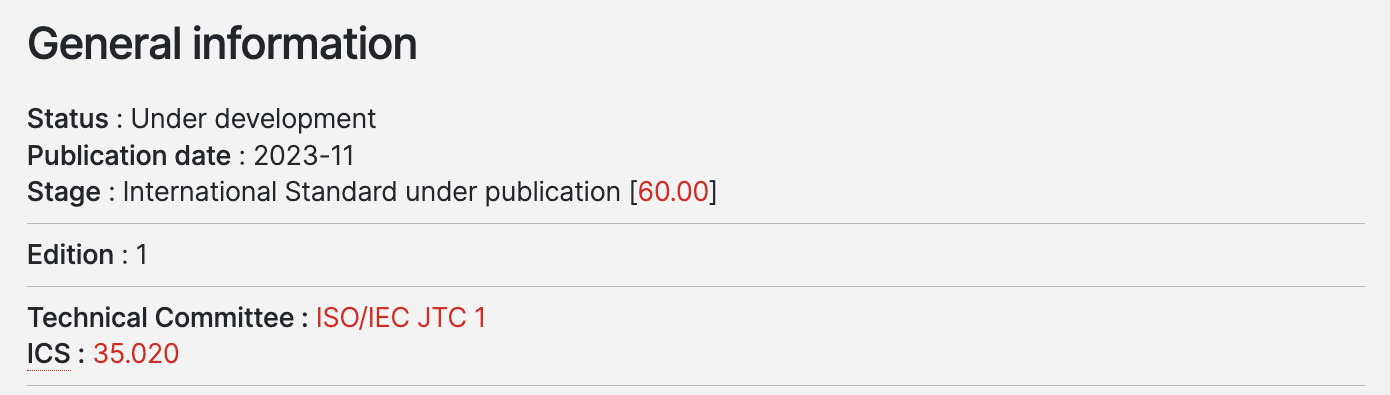 General information
Status : Under development
Publication date : 2023-11
Stage : International Standard under publication [60.00]
Edition : 1
Technical Committee : ISO/IEC JTC 1
ICS : 35.020